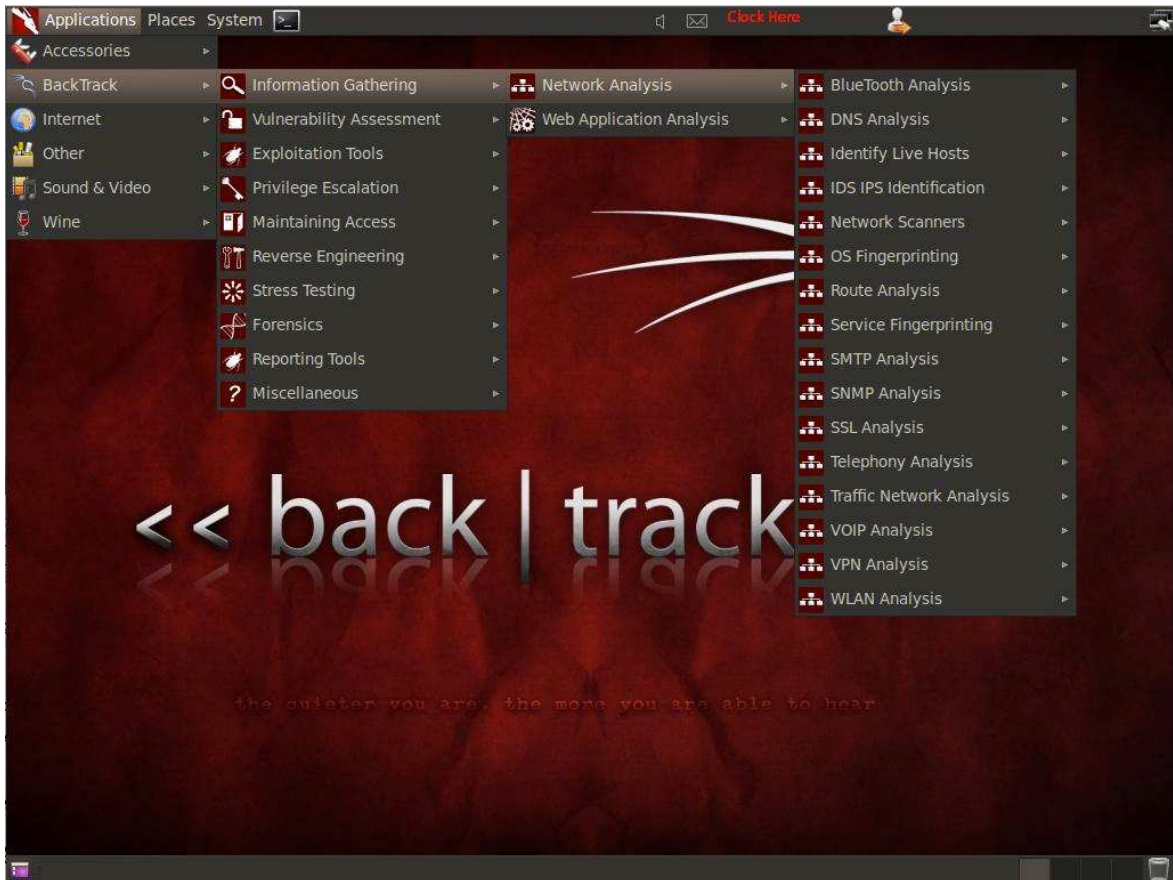 Applications Places System
Clock Here
Accessories
BackTrack
Internet
Other
Sound & Video
Wine
Information Gathering
Vulnerability Assessment
Exploitation Tools
Privilege Escalation
Maintaining Access
Reverse Engineering
Stress Testing
Forensics
Reporting Tools
Miscellaneous
Network Analysis
Web Application Analysis
BlueTooth Analysis
DNS Analysis
Identify Live Hosts
IDS IPS Identification
Network Scanners
OS Fingerprinting
Route Analysis
Service Fingerprinting
SMTP Analysis
SNMP Analysis
SSL Analysis
Telephony Analysis
Traffic Network Analysis
VOIP Analysis
VPN Analysis
WLAN Analysis
<< back | track
the quieter you are, the more you are able to hear